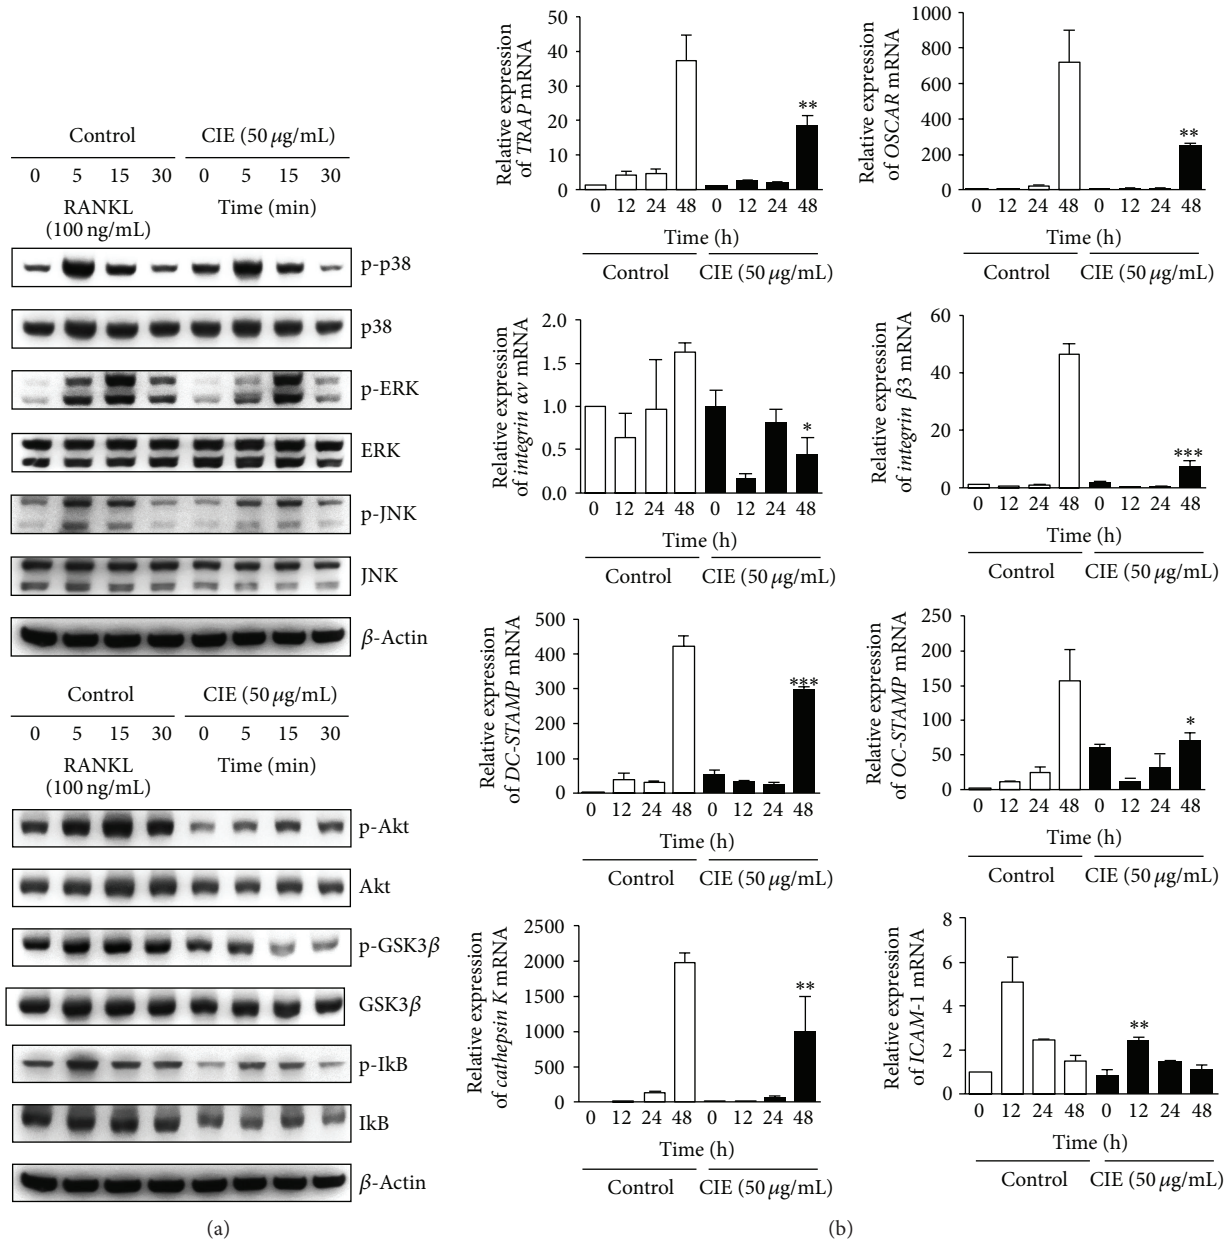 Control CIE (50 μg/mL)
0 5 15 30 0 5 15 30
RANKL (100 ng/mL) Time (min)
p-p38
p38
p-ERK
ERK
p-JNK
JNK
β-Actin
Control CIE (50 μg/mL)
0 5 15 30 0 5 15 30
RANKL (100 ng/mL) Time (min)
p-Akt
Akt
p-GSK3β
GSK3β
p-IkB
IkB
β-Actin
(a)
Relative expression
of TRAP mRNA
50
40
30
20
10
0
**
0 12 24 48 0 12 24 48
Time (h)
Control CIE (50 μg/mL)
Relative expression
of OSCAR mRNA
1000
800
600
400
200
0
**
0 12 24 48 0 12 24 48
Time (h)
Control CIE (50 μg/mL)
Relative expression
of integrin αv mRNA
2.0
1.5
1.0
0.5
0.0
*
0 12 24 48 0 12 24 48
Time (h)
Control CIE (50 μg/mL)
Relative expression
of integrin β3 mRNA
60
40
20
0
***
0 12 24 48 0 12 24 48
Time (h)
Control CIE (50 μg/mL)
Relative expression
of DC-STAMP mRNA
500
400
300
200
100
0
***
0 12 24 48 0 12 24 48
Time (h)
Control CIE (50 μg/mL)
Relative expression
of OC-STAMP mRNA
250
200
150
100
50
0
*
0 12 24 48 0 12 24 48
Time (h)
Control CIE (50 μg/mL)
Relative expression
of cathepsin K mRNA
2500
2000
1500
1000
500
0
**
0 12 24 48 0 12 24 48
Time (h)
Control CIE (50 μg/mL)
Relative expression
of ICAM-1 mRNA
8
6
4
2
0
**
0 12 24 48 0 12 24 48
Time (h)
Control CIE (50 μg/mL)
(b)